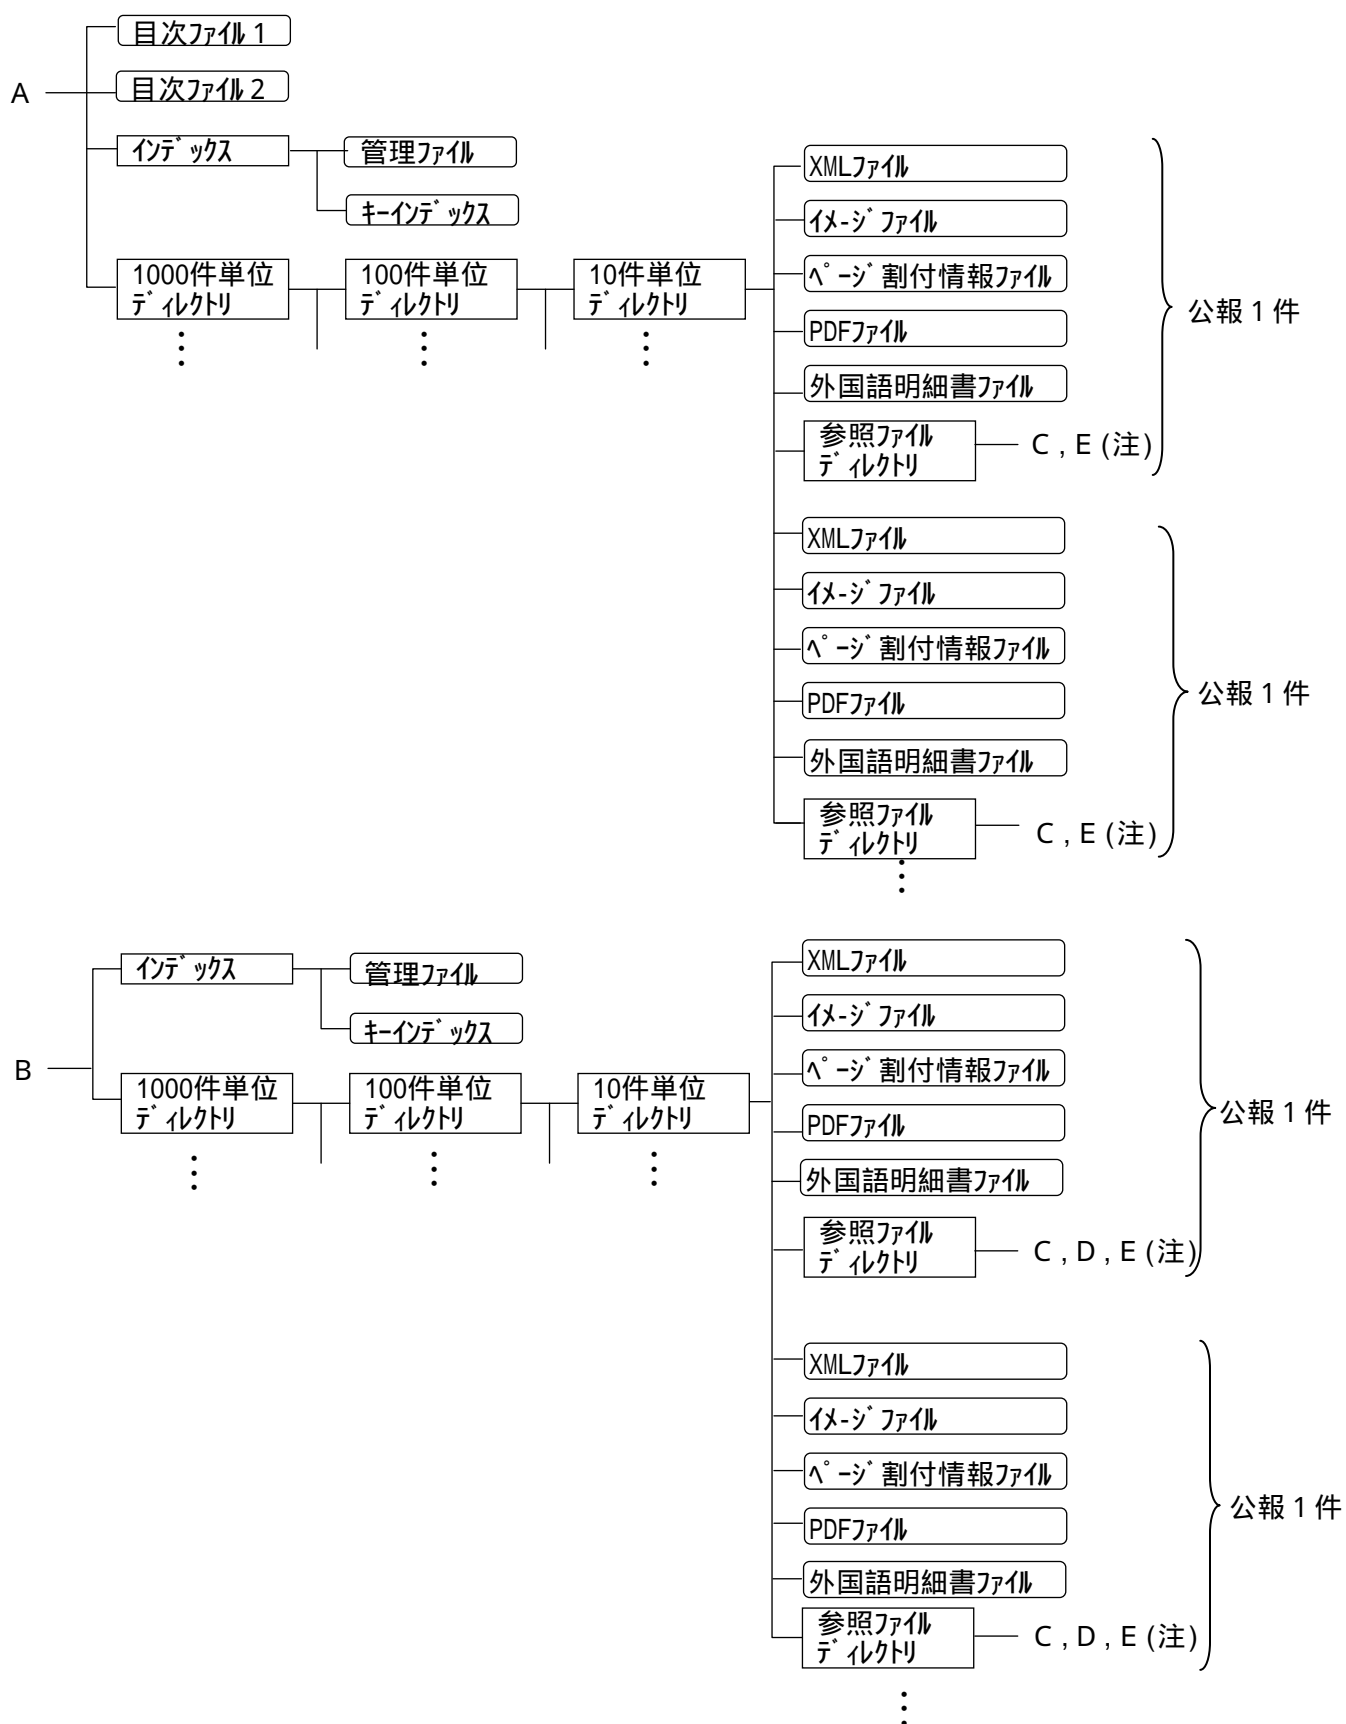 目次ﾌｧｲﾙ 1
目次ﾌｧｲﾙ 2
A
ｲﾝﾃﾞｯｸｽ
管理ﾌｧｲﾙ
ｷｰｲﾝﾃﾞｯｸｽ
1000件単位
ﾃﾞｨﾚｸﾄﾘ
100件単位
ﾃﾞｨﾚｸﾄﾘ
10件単位
ﾃﾞｨﾚｸﾄﾘ
XMLﾌｧｲﾙ
ｲﾒ-ｼﾞﾌｧｲﾙ
ﾍﾟｰｼﾞ割付情報ﾌｧｲﾙ
PDFﾌｧｲﾙ
外国語明細書ﾌｧｲﾙ
参照ﾌｧｲﾙ
ﾃﾞｨﾚｸﾄﾘ
C , E (注)
公報 1 件
XMLﾌｧｲﾙ
ｲﾒ-ｼﾞﾌｧｲﾙ
ﾍﾟｰｼﾞ割付情報ﾌｧｲﾙ
PDFﾌｧｲﾙ
外国語明細書ﾌｧｲﾙ
参照ﾌｧｲﾙ
ﾃﾞｨﾚｸﾄﾘ
C , E (注)
公報 1 件
B
ｲﾝﾃﾞｯｸｽ
管理ﾌｧｲﾙ
ｷｰｲﾝﾃﾞｯｸｽ
1000件単位
ﾃﾞｨﾚｸﾄﾘ
100件単位
ﾃﾞｨﾚｸﾄﾘ
10件単位
ﾃﾞｨﾚｸﾄﾘ
XMLﾌｧｲﾙ
ｲﾒ-ｼﾞﾌｧｲﾙ
ﾍﾟｰｼﾞ割付情報ﾌｧｲﾙ
PDFﾌｧｲﾙ
外国語明細書ﾌｧｲﾙ
参照ﾌｧｲﾙ
ﾃﾞｨﾚｸﾄﾘ
C , D , E (注)
公報 1 件
XMLﾌｧｲﾙ
ｲﾒ-ｼﾞﾌｧｲﾙ
ﾍﾟｰｼﾞ割付情報ﾌｧｲﾙ
PDFﾌｧｲﾙ
外国語明細書ﾌｧｲﾙ
参照ﾌｧｲﾙ
ﾃﾞｨﾚｸﾄﾘ
C , D , E (注)
公報 1 件